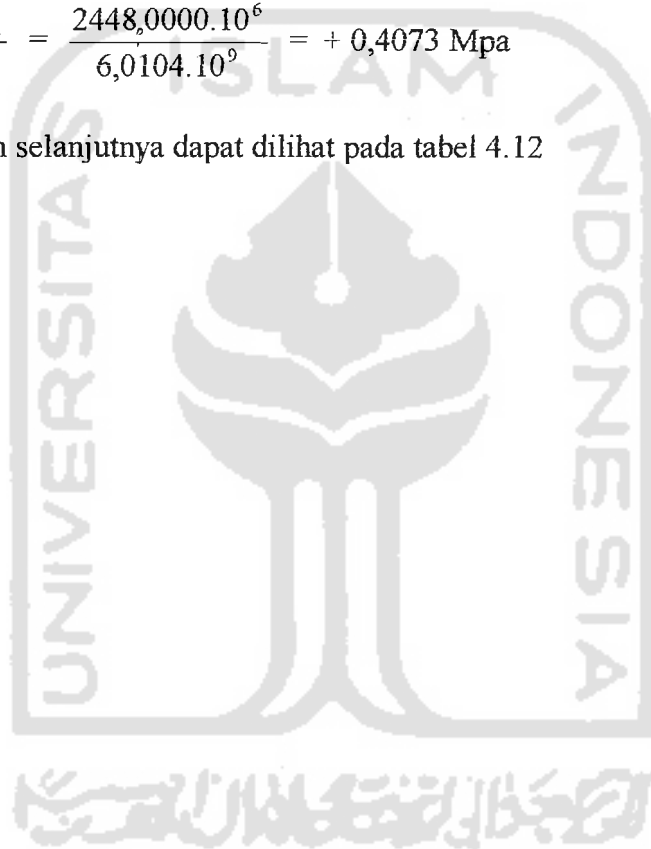 = 2448,0000.10⁶ / 6,0104.10⁹ = + 0,4073 Mpa
selanjutnya dapat dilihat pada tabel 4.12
UNIVERSITAS
ISLAM
INDONESIA